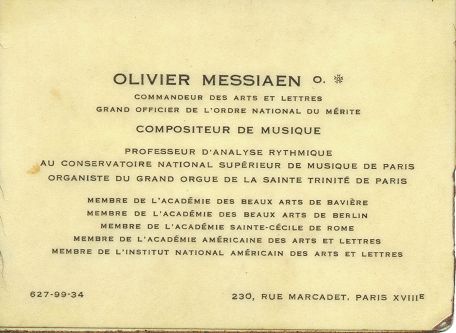 OLIVIER MESSIAEN O. ✻
COMMANDEUR DES ARTS ET LETTRES
GRAND OFFICIER DE L'ORDRE NATIONAL DU MÉRITE
COMPOSITEUR DE MUSIQUE
PROFESSEUR D'ANALYSE RYTHMIQUE
AU CONSERVATOIRE NATIONAL SUPÉRIEUR DE MUSIQUE DE PARIS
ORGANISTE DU GRAND ORGUE DE LA SAINTE TRINITÉ DE PARIS
MEMBRE DE L'ACADÉMIE DES BEAUX ARTS DE BAVIÈRE
MEMBRE DE L'ACADÉMIE DES BEAUX ARTS DE BERLIN
MEMBRE DE L'ACADÉMIE SAINTE-CÉCILE DE ROME
MEMBRE DE L'ACADÉMIE AMÉRICAINE DES ARTS ET LETTRES
MEMBRE DE L'INSTITUT NATIONAL AMÉRICAIN DES ARTS ET LETTRES
627-99-34 230, RUE MARCADET. PARIS XVIIIE